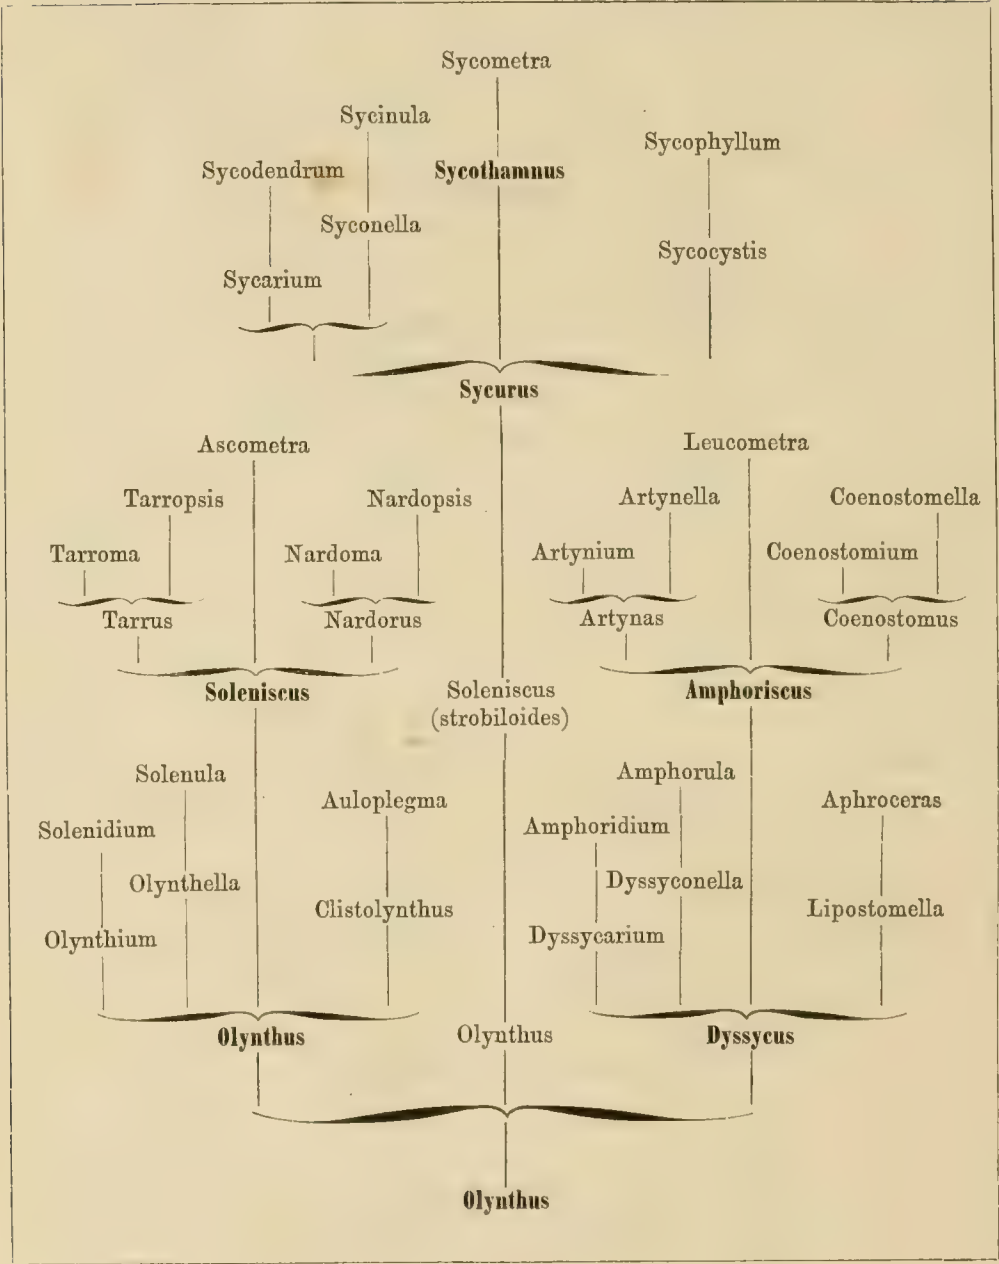 Sycometra
Sycinula
Sycophyllum
Sycodendrum
Sycothamnus
Syconella
Sycocystis
Sycarium
Sycurus
Ascometra
Leucometra
Tarropsis
Nardopsis
Artynella
Coenostomella
Tarroma
Nardoma
Artynium
Coenostomium
Tarrus
Nardorus
Artynas
Coenostomus
Soleniscus
Soleniscus
(strobiloides)
Amphoriscus
Solenula
Amphorula
Auloplegma
Aphroceras
Solenidium
Amphoridium
Olynthella
Dyssyconella
Clistolynthus
Lipostomella
Olynthium
Dyssycarium
Olynthus
Olynthus
Dyssycus
Olynthus